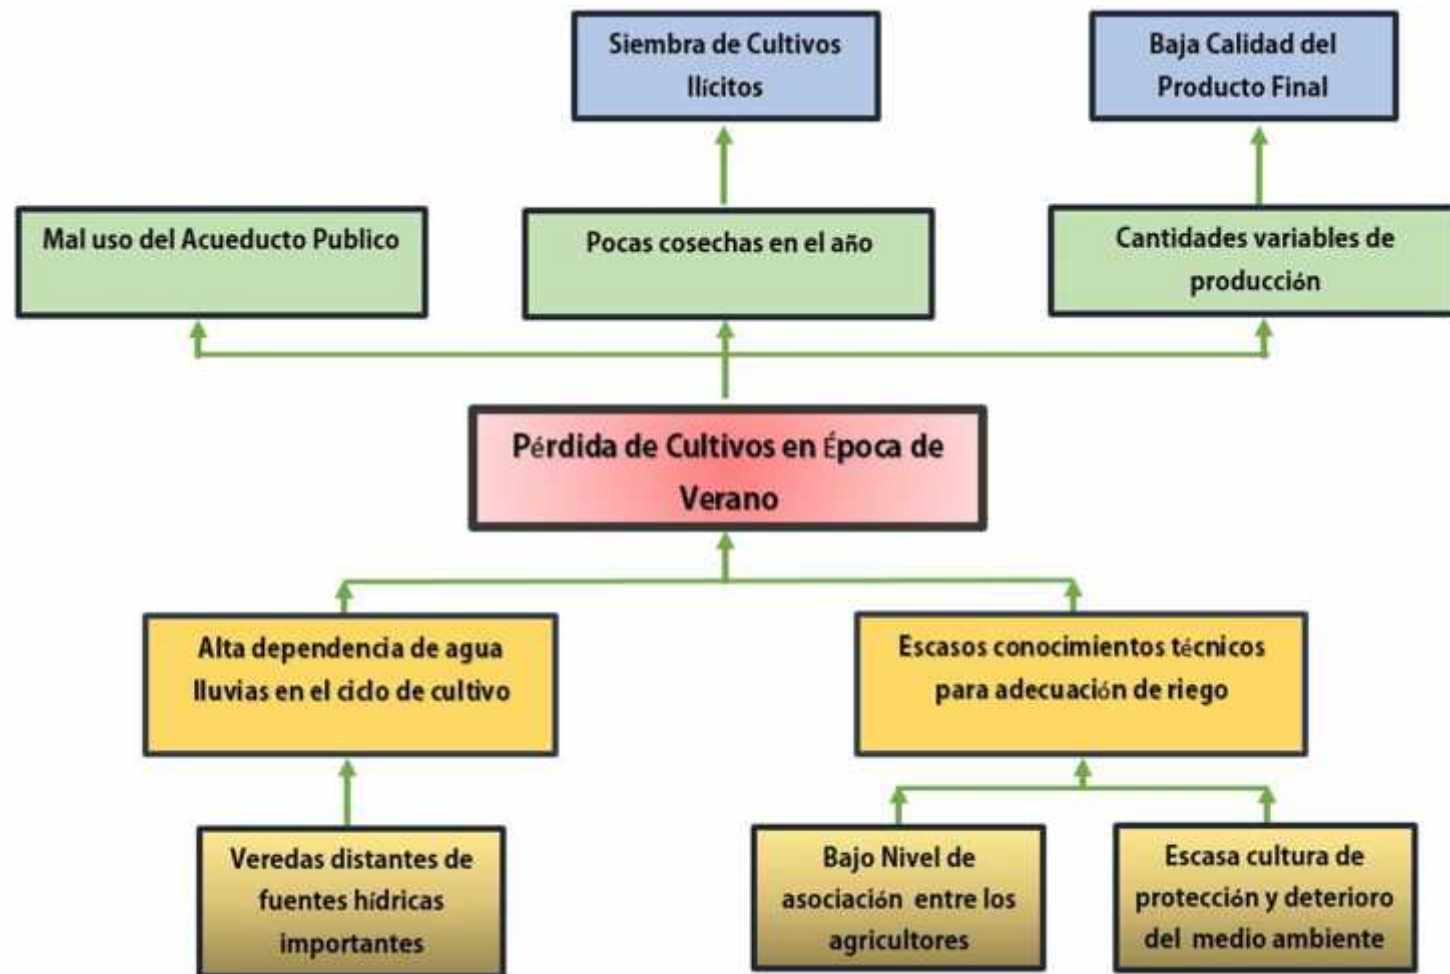 Siembra de Cultivos
Ilícitos
Baja Calidad del
Producto Final
Mal uso del Acueducto Publico
Pocas cosechas en el año
Cantidades variables de
producción
Pérdida de Cultivos en Época de
Verano
Alta dependencia de agua
lluvias en el ciclo de cultivo
Escasos conocimientos técnicos
para adecuación de riego
Veredas distantes de
fuentes hídricas
importantes
Bajo Nivel de
asociación entre los
agricultores
Escasa cultura de
protección y deterioro
del medio ambiente